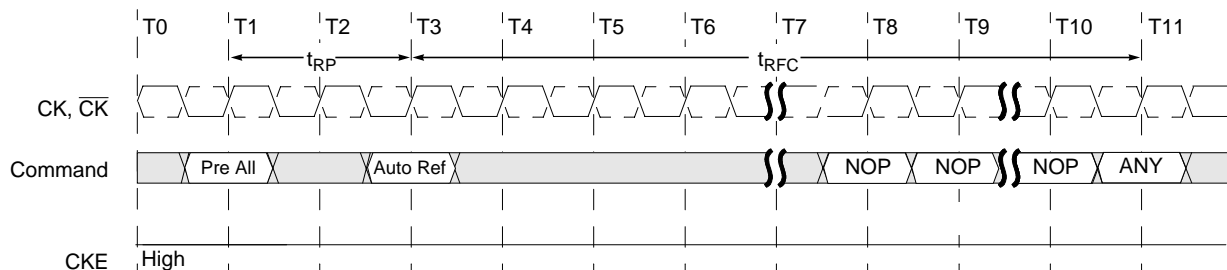 T0 T1 T2 T3 T4 T5 T6 T7 T8 T9 T10 T11
tRP tRFC
CK, C̅K̅
Command Pre All Auto Ref NOP NOP NOP ANY
CKE High